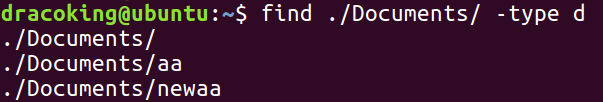 dracoking@ubuntu:~$ find ./Documents/ -type d
./Documents/
./Documents/aa
./Documents/newaa